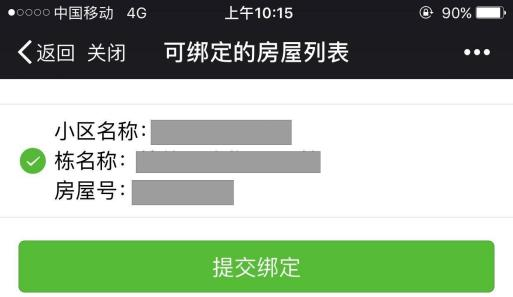 中国移动 4G 上午10:15 90%
返回 关闭 可绑定的房屋列表
小区名称：
栋名称：
房屋号：
提交绑定